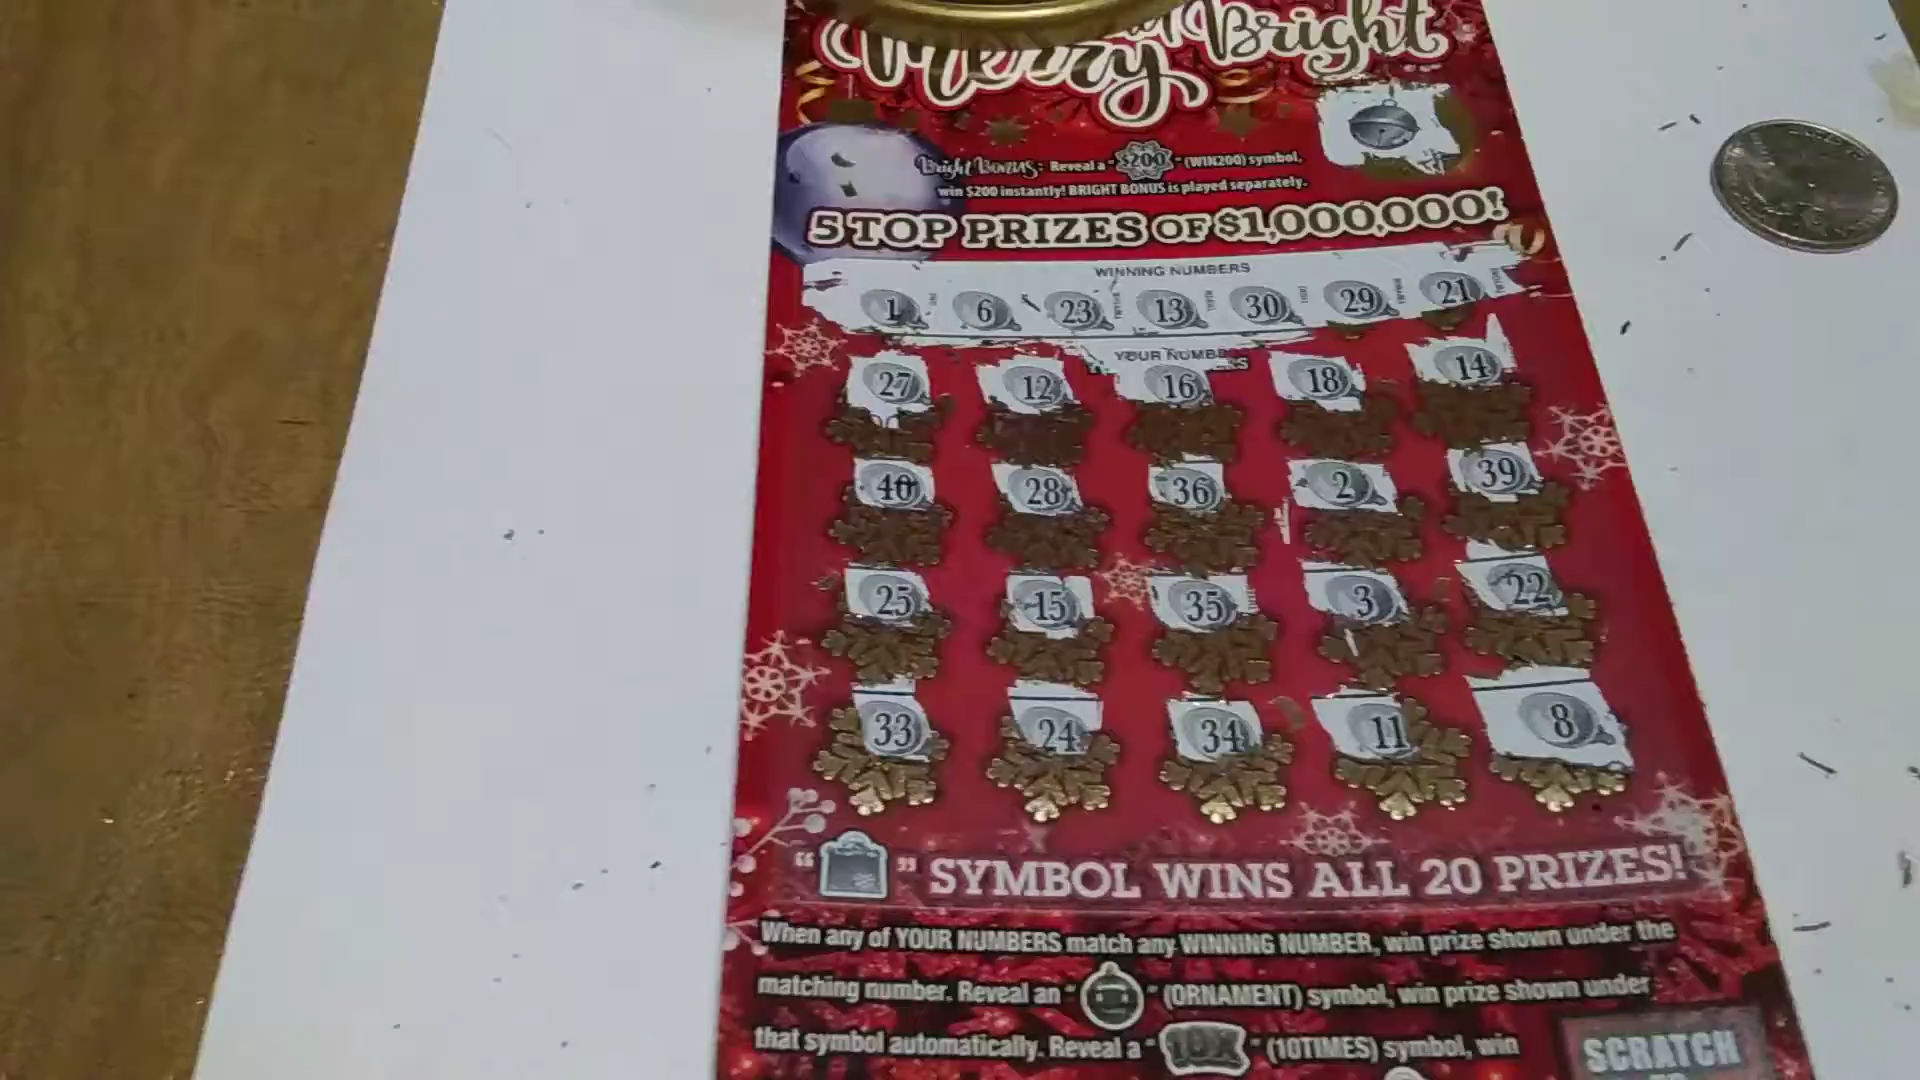 Merry Bright
Bright Bonus: Reveal a "$200" (WIN200) symbol,
win $200 instantly! BRIGHT BONUS is played separately.
5 TOP PRIZES OF $1,000,000!
WINNING NUMBERS
1 6 23 13 30 29 21
YOUR NUMBERS
27 12 16 18 14
40 28 36 2 39
25 15 35 3 22
33 24 34 11 8
" " SYMBOL WINS ALL 20 PRIZES!
When any of YOUR NUMBERS match any WINNING NUMBER, win prize shown under the
matching number. Reveal an " " (ORNAMENT) symbol, win prize shown under
that symbol automatically. Reveal a "10X" (10TIMES) symbol, win
SCRATCH